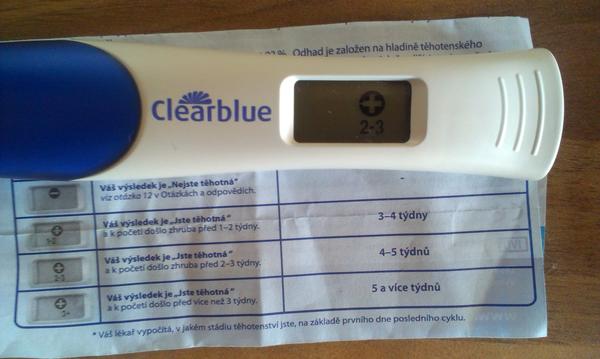 Odhad je založen na hladině těhotenského
Clearblue
2-3
Váš výsledek je „Nejste těhotná"
viz otázka 12 v Otázkách a odpovědích.
-
Váš výsledek je „Jste těhotná"
a k početí došlo zhruba před 1–2 týdny.
3–4 týdny
1-2
Váš výsledek je „Jste těhotná"
a k početí došlo zhruba před 2–3 týdny.
4–5 týdnů
2-3
Váš výsledek je „Jste těhotná"
a k početí došlo před více než 3 týdny.
5 a více týdnů
3+
* Váš lékař vypočítá, v jakém stádiu těhotenství jste, na základě prvního dne posledního cyklu.